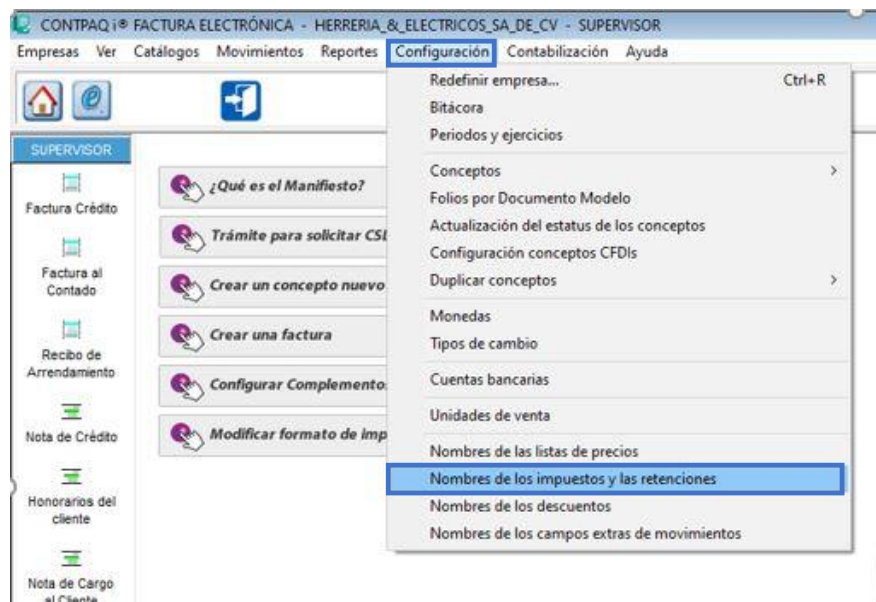 CONTPAQ i® FACTURA ELECTRÓNICA - HERRERIA_&_ELECTRICOS_SA_DE_CV - SUPERVISOR
Empresas Ver Catálogos Movimientos Reportes Configuración Contabilización Ayuda
SUPERVISOR
Factura Crédito
Factura al
Contado
Recibo de
Arrendamiento
Nota de Crédito
Honorarios del
cliente
Nota de Cargo
al Cliente
¿Qué es el Manifiesto?
Trámite para solicitar CS
Crear un concepto nuevo
Crear una factura
Configurar Complemento
Modificar formato de imp
Redefinir empresa... Ctrl+R
Bitácora
Periodos y ejercicios
Conceptos >
Folios por Documento Modelo
Actualización del estatus de los conceptos
Configuración conceptos CFDIs
Duplicar conceptos >
Monedas
Tipos de cambio
Cuentas bancarias
Unidades de venta
Nombres de las listas de precios
Nombres de los impuestos y las retenciones
Nombres de los descuentos
Nombres de los campos extras de movimientos